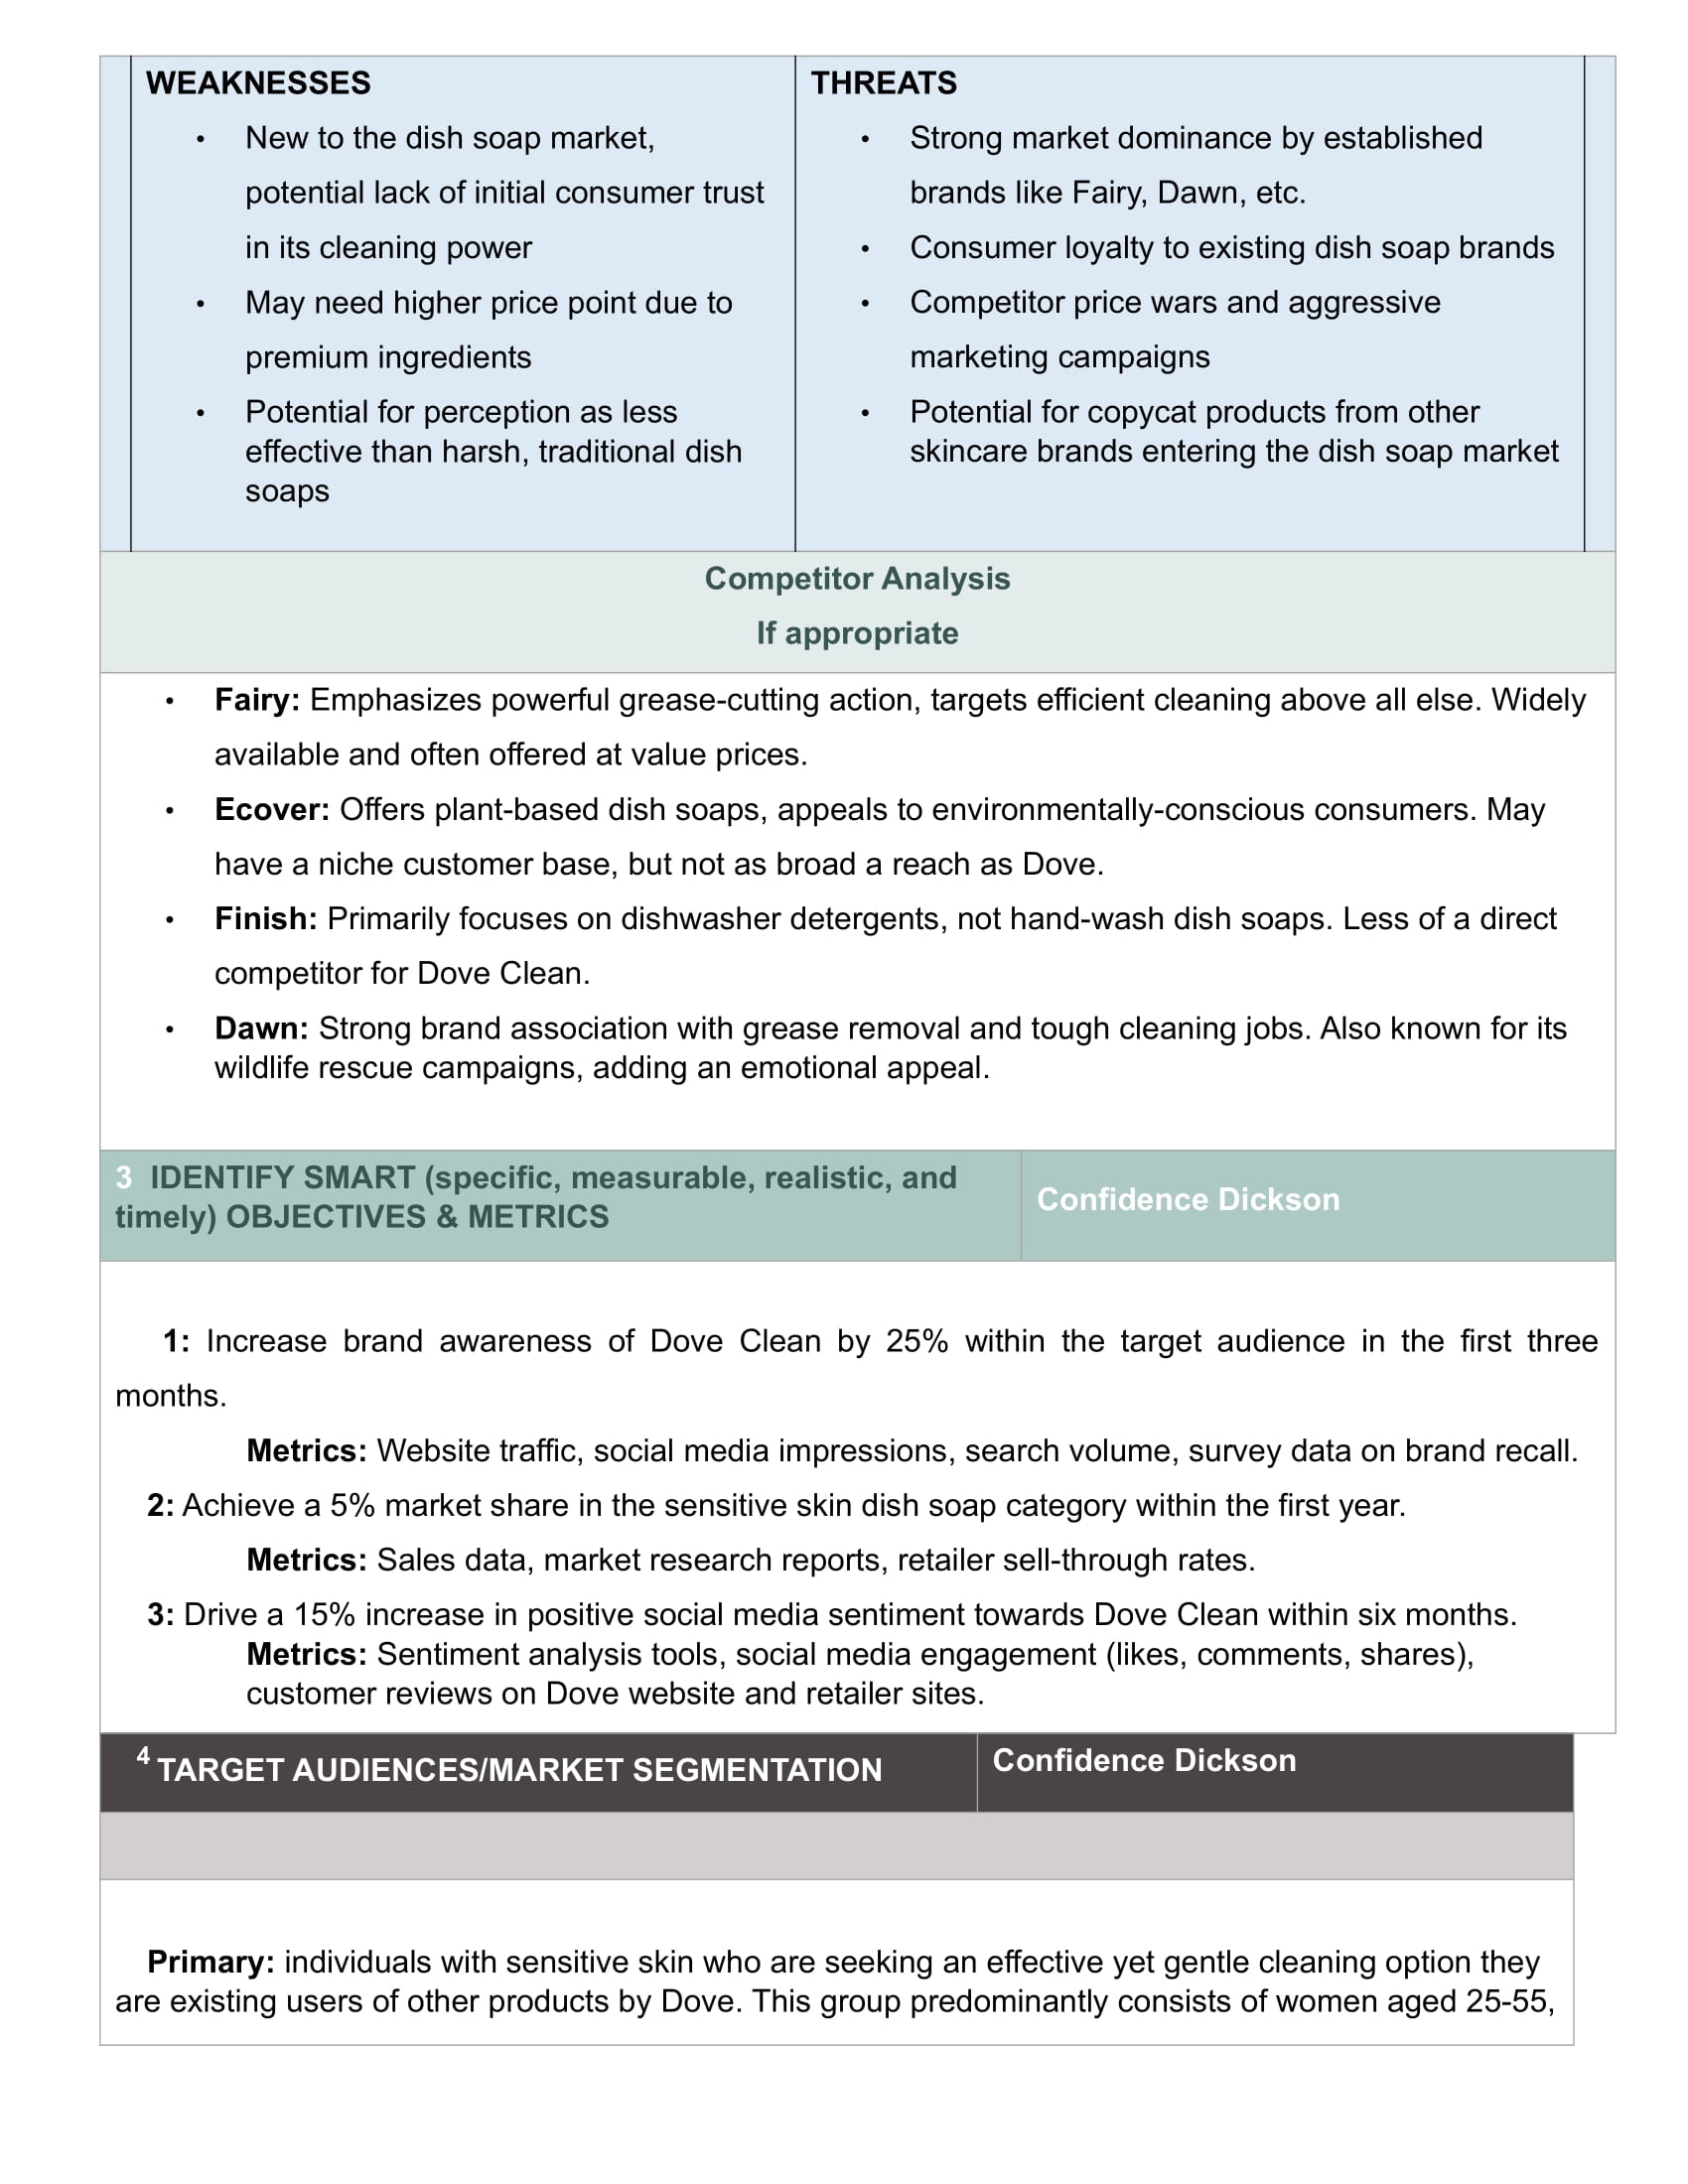 WEAKNESSES
• New to the dish soap market,
potential lack of initial consumer trust
in its cleaning power
• May need higher price point due to
premium ingredients
• Potential for perception as less
effective than harsh, traditional dish
soaps
THREATS
• Strong market dominance by established
brands like Fairy, Dawn, etc.
• Consumer loyalty to existing dish soap brands
• Competitor price wars and aggressive
marketing campaigns
• Potential for copycat products from other
skincare brands entering the dish soap market
Competitor Analysis
If appropriate
• Fairy: Emphasizes powerful grease-cutting action, targets efficient cleaning above all else. Widely
available and often offered at value prices.
• Ecover: Offers plant-based dish soaps, appeals to environmentally-conscious consumers. May
have a niche customer base, but not as broad a reach as Dove.
• Finish: Primarily focuses on dishwasher detergents, not hand-wash dish soaps. Less of a direct
competitor for Dove Clean.
• Dawn: Strong brand association with grease removal and tough cleaning jobs. Also known for its
wildlife rescue campaigns, adding an emotional appeal.
3 IDENTIFY SMART (specific, measurable, realistic, and
timely) OBJECTIVES & METRICS
Confidence Dickson
1: Increase brand awareness of Dove Clean by 25% within the target audience in the first three
months.
Metrics: Website traffic, social media impressions, search volume, survey data on brand recall.
2: Achieve a 5% market share in the sensitive skin dish soap category within the first year.
Metrics: Sales data, market research reports, retailer sell-through rates.
3: Drive a 15% increase in positive social media sentiment towards Dove Clean within six months.
Metrics: Sentiment analysis tools, social media engagement (likes, comments, shares),
customer reviews on Dove website and retailer sites.
4 TARGET AUDIENCES/MARKET SEGMENTATION
Confidence Dickson
Primary: individuals with sensitive skin who are seeking an effective yet gentle cleaning option they
are existing users of other products by Dove. This group predominantly consists of women aged 25-55,